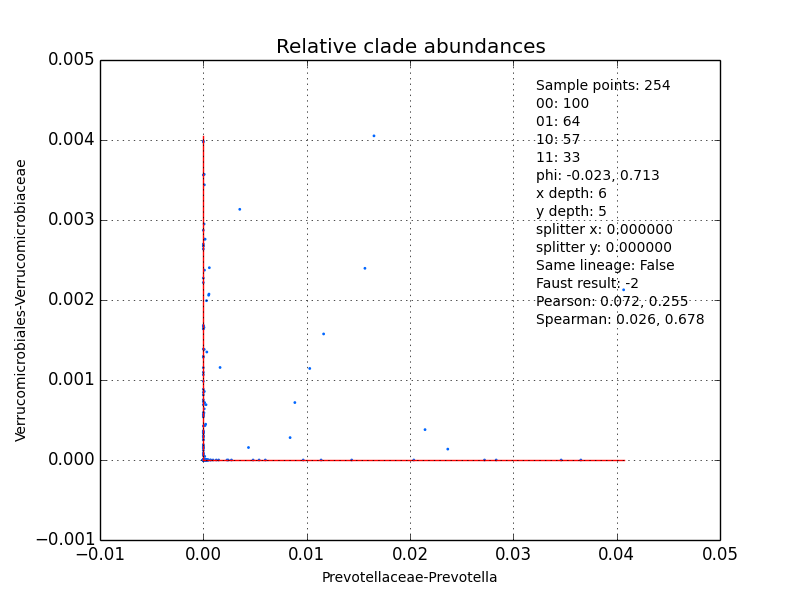 Relative clade abundances
0.005
0.004
0.003
0.002
0.001
0.000
−0.001
Verrucomicrobiales-Verrucomicrobiaceae
Sample points: 254
00: 100
01: 64
10: 57
11: 33
phi: -0.023, 0.713
x depth: 6
y depth: 5
splitter x: 0.000000
splitter y: 0.000000
Same lineage: False
Faust result: -2
Pearson: 0.072, 0.255
Spearman: 0.026, 0.678
−0.01 0.00 0.01 0.02 0.03 0.04 0.05
Prevotellaceae-Prevotella